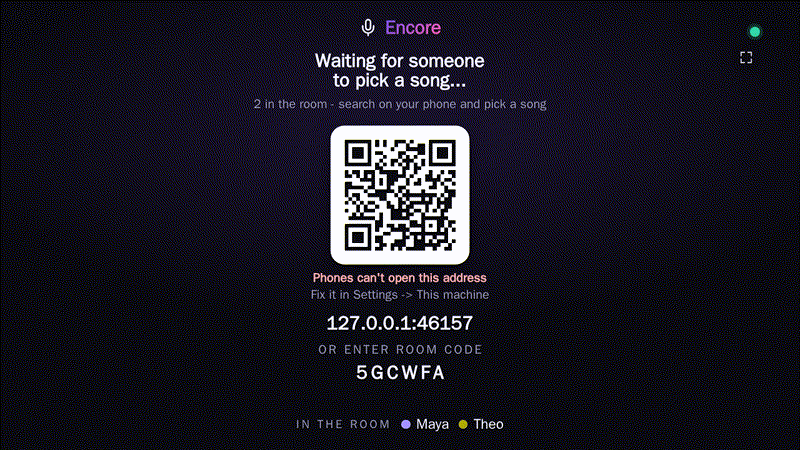 Encore
Waiting for someone
to pick a song...
2 in the room - search on your phone and pick a song
Phones can't open this address
Fix it in Settings -> This machine
127.0.0.1:46157
OR ENTER ROOM CODE
5GCWFA
IN THE ROOM Maya Theo